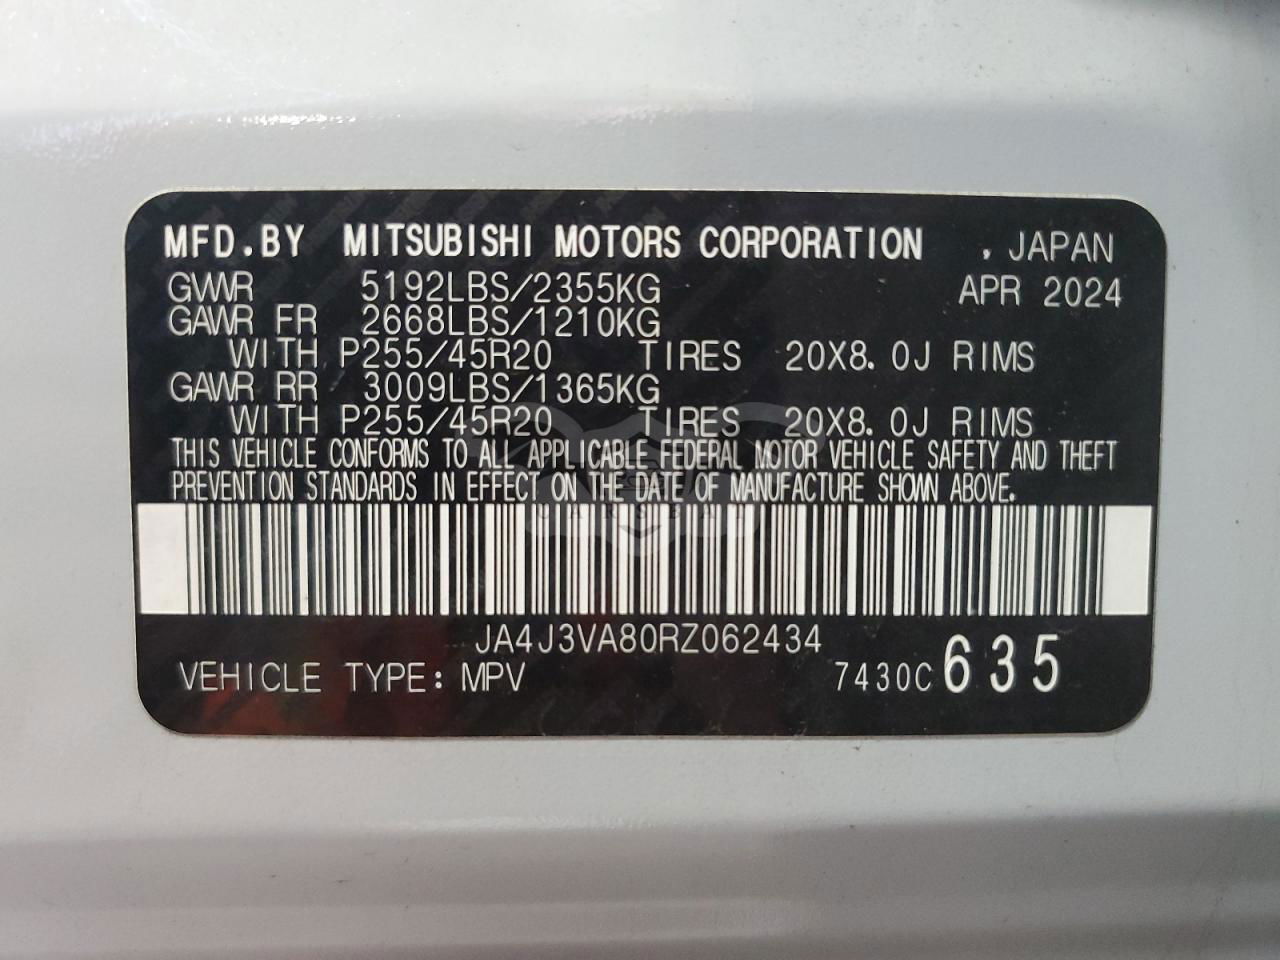 MFD.BY MITSUBISHI MOTORS CORPORATION , JAPAN
GVWR 5192LBS/2355KG APR 2024
GAWR FR 2668LBS/1210KG
WITH P255/45R20 TIRES 20X8.0J RIMS
GAWR RR 3009LBS/1365KG
WITH P255/45R20 TIRES 20X8.0J RIMS
THIS VEHICLE CONFORMS TO ALL APPLICABLE FEDERAL MOTOR VEHICLE SAFETY AND THEFT
PREVENTION STANDARDS IN EFFECT ON THE DATE OF MANUFACTURE SHOWN ABOVE.
JA4J3VA80RZ062434
VEHICLE TYPE: MPV 7430C 635